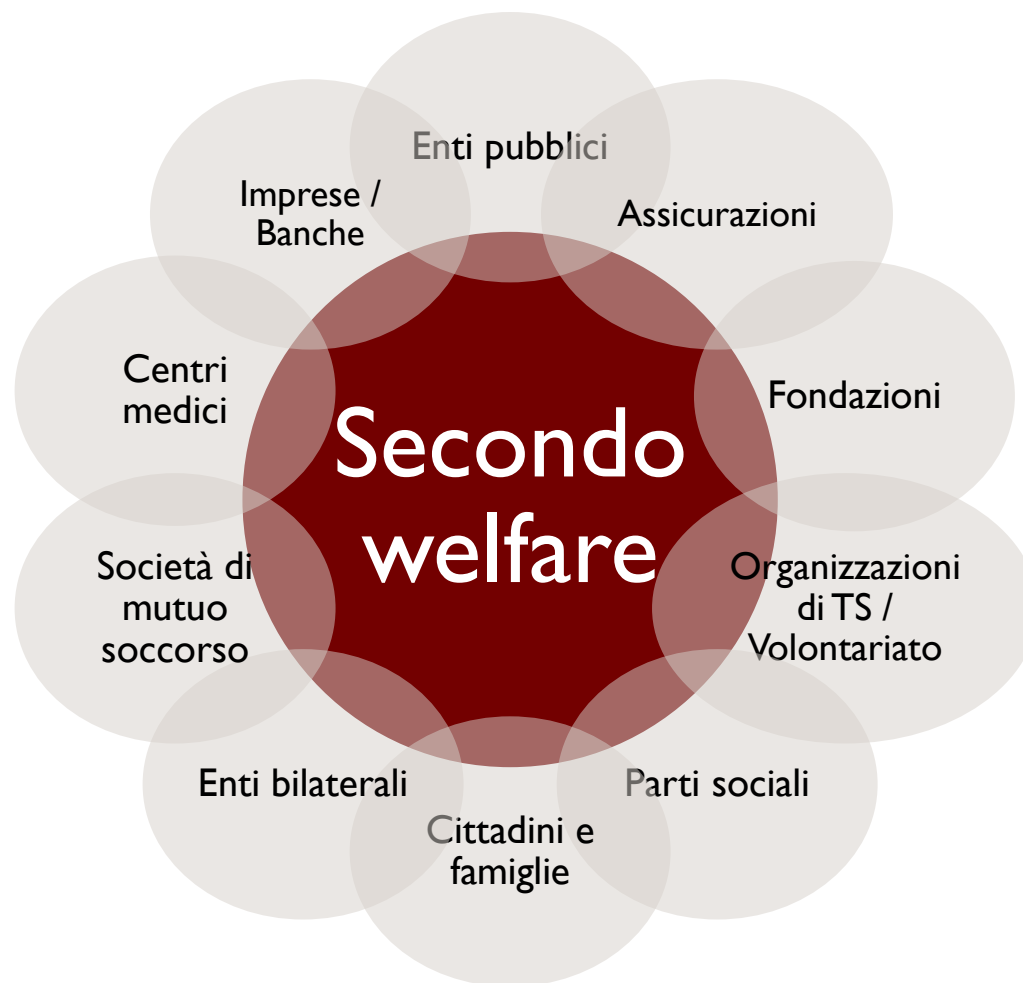 Enti pubblici
Assicurazioni
Fondazioni
Organizzazioni
di TS /
Volontariato
Parti sociali
Cittadini e
famiglie
Enti bilaterali
Società di
mutuo
soccorso
Centri
medici
Imprese /
Banche
Secondo
welfare